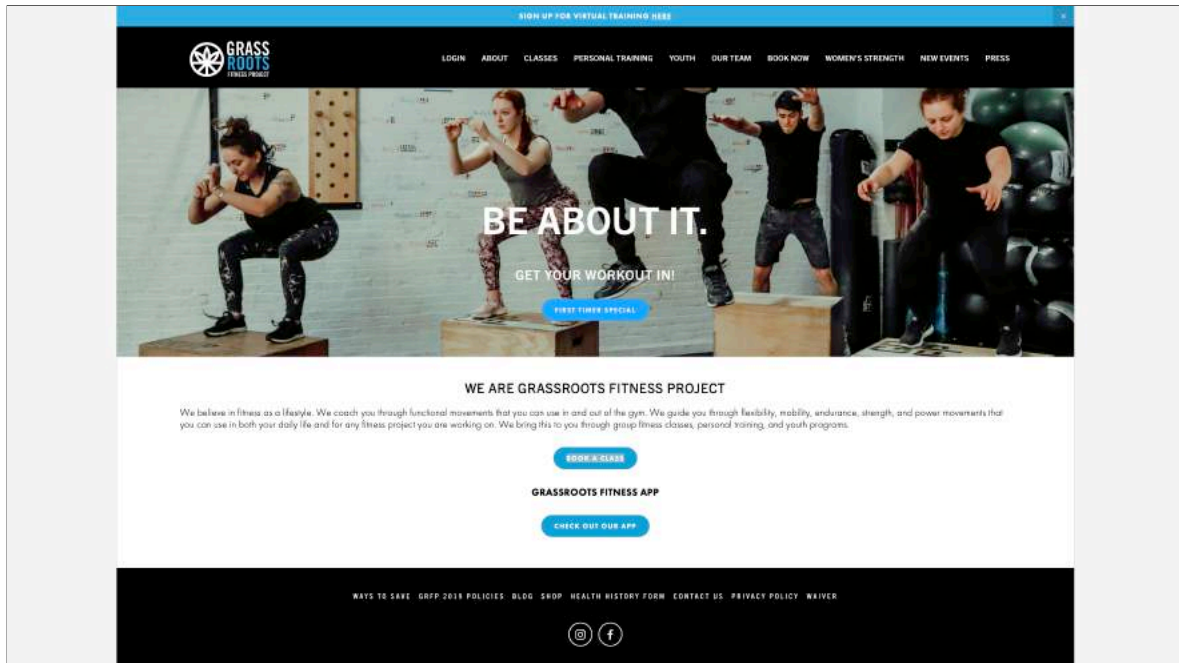 SIGN UP FOR VIRTUAL TRAINING HERE
×
GRASS
ROOTS
FITNESS PROJECT
LOGIN ABOUT CLASSES PERSONAL TRAINING YOUTH OUR TEAM BOOK NOW WOMEN'S STRENGTH NEW EVENTS PRESS
BE ABOUT IT.
GET YOUR WORKOUT IN!
FIRST TIMER SPECIAL
WE ARE GRASSROOTS FITNESS PROJECT
We believe in fitness as a lifestyle. We coach you through functional movements that you can use in and out of the gym. We guide you through flexibility, mobility, endurance, strength, and power movements that
you can use in both your daily life and for any fitness project you are working on. We bring this to you through group fitness classes, personal training, and youth programs.
BOOK A CLASS
GRASSROOTS FITNESS APP
CHECK OUT OUR APP
WAYS TO SAVE GRFP 2019 POLICIES BLOG SHOP HEALTH HISTORY FORM CONTACT US PRIVACY POLICY WAIVER